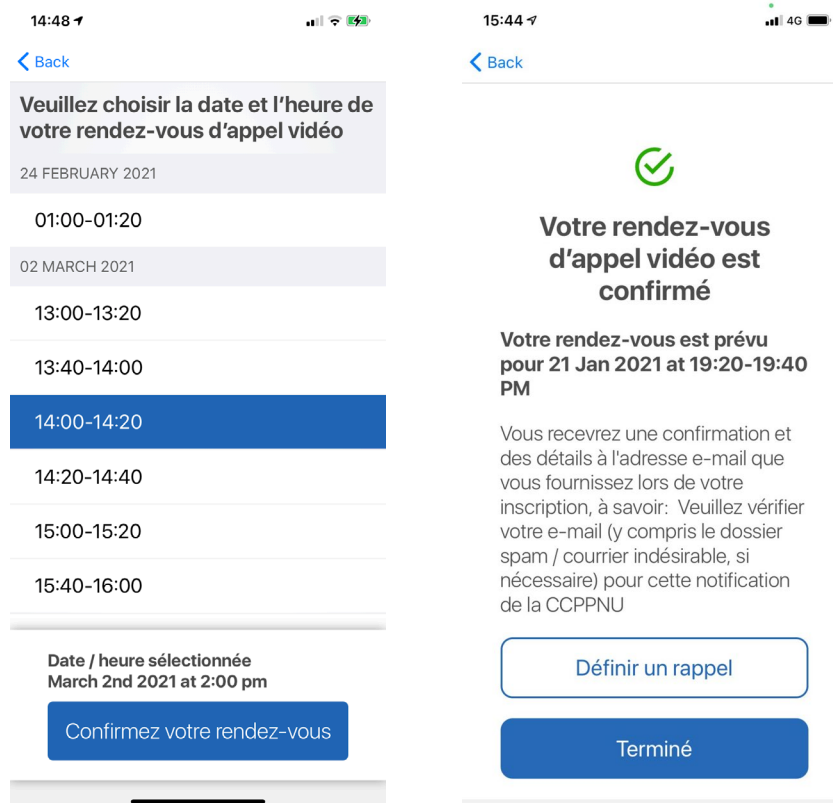 14:48
Back
Veuillez choisir la date et l’heure de
votre rendez-vous d’appel vidéo
24 FEBRUARY 2021
01:00-01:20
02 MARCH 2021
13:00-13:20
13:40-14:00
14:00-14:20
14:20-14:40
15:00-15:20
15:40-16:00
Date / heure sélectionnée
March 2nd 2021 at 2:00 pm
Confirmez votre rendez-vous
15:44
4G
Back
Votre rendez-vous
d’appel vidéo est
confirmé
Votre rendez-vous est prévu
pour 21 Jan 2021 at 19:20-19:40
PM
Vous recevrez une confirmation et
des détails à l'adresse e-mail que
vous fournissez lors de votre
inscription, à savoir:  Veuillez vérifier
votre e-mail (y compris le dossier
spam / courrier indésirable, si
nécessaire) pour cette notification
de la CCPPNU
Définir un rappel
Terminé